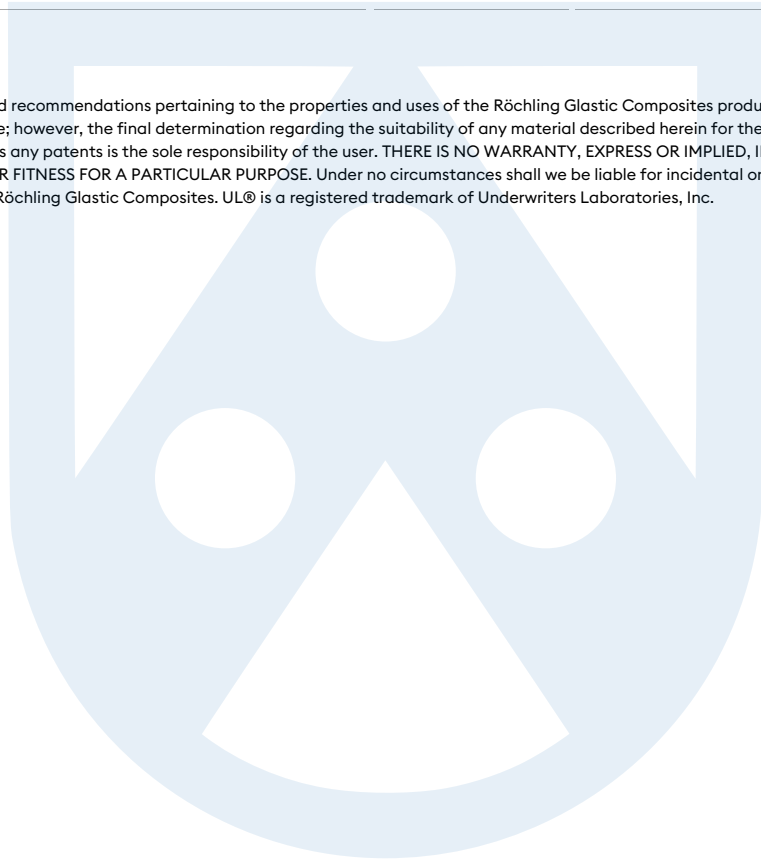 d recommendations pertaining to the properties and uses of the Röchling Glastic Composites produ
e; however, the final determination regarding the suitability of any material described herein for the
s any patents is the sole responsibility of the user. THERE IS NO WARRANTY, EXPRESS OR IMPLIED, I
R FITNESS FOR A PARTICULAR PURPOSE. Under no circumstances shall we be liable for incidental or
Röchling Glastic Composites. UL® is a registered trademark of Underwriters Laboratories, Inc.